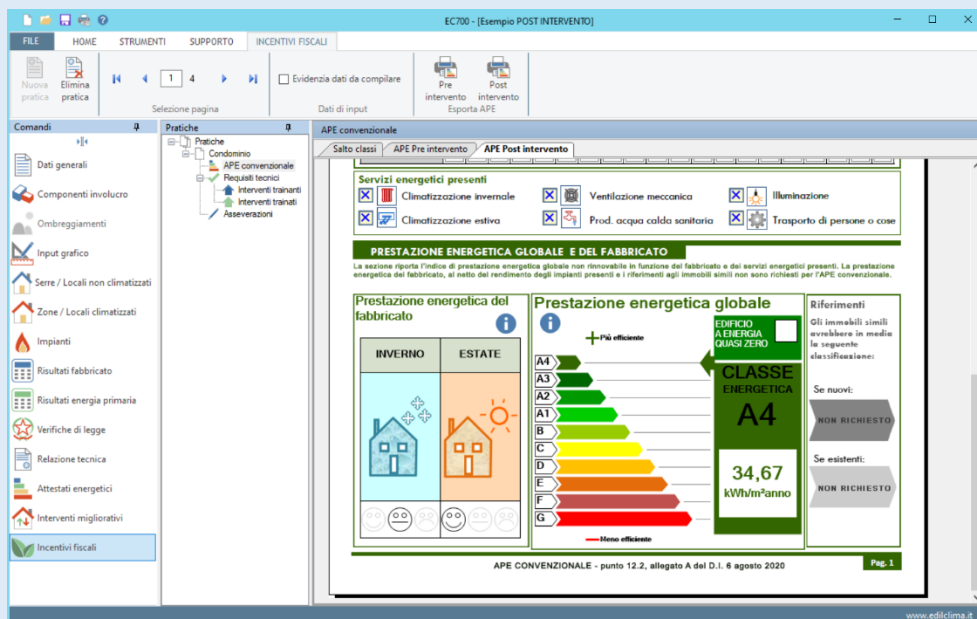 EC700 - [Esempio POST INTERVENTO]
FILE
HOME
STRUMENTI
SUPPORTO
INCENTIVI FISCALI
Nuova
pratica
Elimina
pratica
1
4
Selezione pagina
Evidenzia dati da compilare
Dati di input
Pre
intervento
Post
intervento
Esporta APE
Comandi
Dati generali
Componenti involucro
Ombreggiamenti
Input grafico
Serre / Locali non climatizzati
Zone / Locali climatizzati
Impianti
Risultati fabbricato
Risultati energia primaria
Verifiche di legge
Relazione tecnica
Attestati energetici
Interventi migliorativi
Incentivi fiscali
Pratiche
Pratiche
Condominio
APE convenzionale
Requisiti tecnici
Interventi trainanti
Interventi trainati
Asseverazioni
APE convenzionale
Salto classi
APE Pre intervento
APE Post intervento
Servizi energetici presenti
Climatizzazione invernale
Ventilazione meccanica
Illuminazione
Climatizzazione estiva
Prod. acqua calda sanitaria
Trasporto di persone o cose
PRESTAZIONE ENERGETICA GLOBALE E DEL FABBRICATO
La sezione riporta l'indice di prestazione energetica globale non rinnovabile in funzione del fabbricato e dei servizi energetici presenti. La prestazione
energetica del fabbricato, al netto del rendimento degli impianti presenti e i riferimenti agli immobili simili non sono richiesti per l'APE convenzionale.
Prestazione energetica del
fabbricato
INVERNO
ESTATE
Prestazione energetica globale
Più efficiente
A4
A3
A2
A1
B
C
D
E
F
G
Meno efficiente
EDIFICIO
A ENERGIA
QUASI ZERO
CLASSE
ENERGETICA
A4
34,67
kWh/m²anno
Riferimenti
Gli immobili simili
avrebbero in media
la seguente
classificazione:
Se nuovi:
NON RICHIESTO
Se esistenti:
NON RICHIESTO
APE CONVENZIONALE - punto 12.2, allegato A del D.I. 6 agosto 2020
Pag. 1
www.edilclima.it